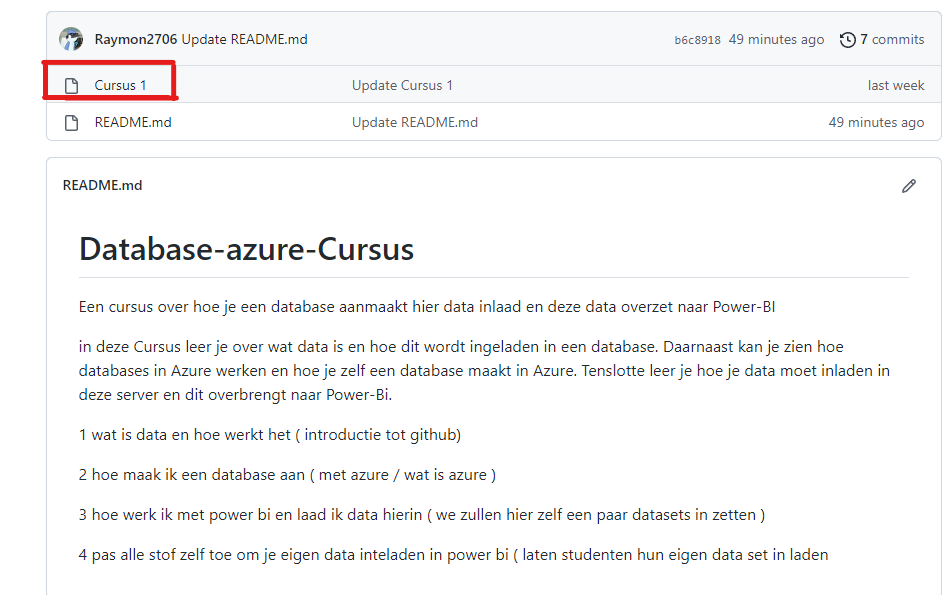 Raymon2706 Update README.md b6c8918 49 minutes ago 7 commits
Cursus 1 Update Cursus 1 last week
README.md Update README.md 49 minutes ago
README.md
Database-azure-Cursus
Een cursus over hoe je een database aanmaakt hier data inlaad en deze data overzet naar Power-BI
in deze Cursus leer je over wat data is en hoe dit wordt ingeladen in een database. Daarnaast kan je zien hoe
databases in Azure werken en hoe je zelf een database maakt in Azure. Tenslotte leer je hoe je data moet inladen in
deze server en dit overbrengt naar Power-Bi.
1 wat is data en hoe werkt het ( introductie tot github)
2 hoe maak ik een database aan ( met azure / wat is azure )
3 hoe werk ik met power bi en laad ik data hierin ( we zullen hier zelf een paar datasets in zetten )
4 pas alle stof zelf toe om je eigen data inteladen in power bi ( laten studenten hun eigen data set in laden